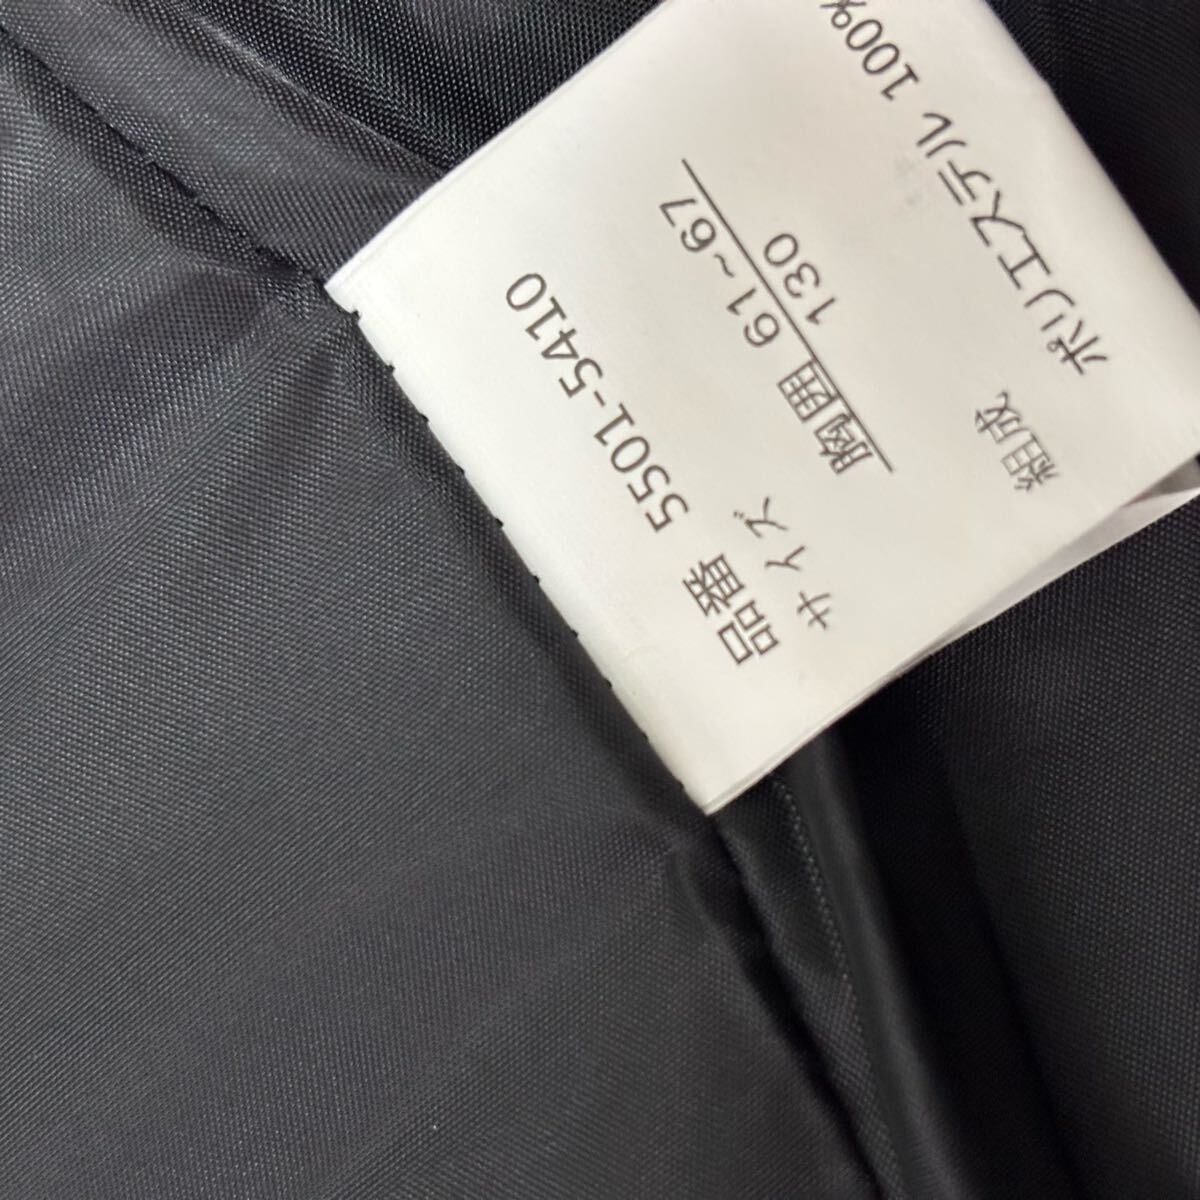 品番 5501-5410
サイズ
胸囲 61~67
130
組成
ポリエステル 100%